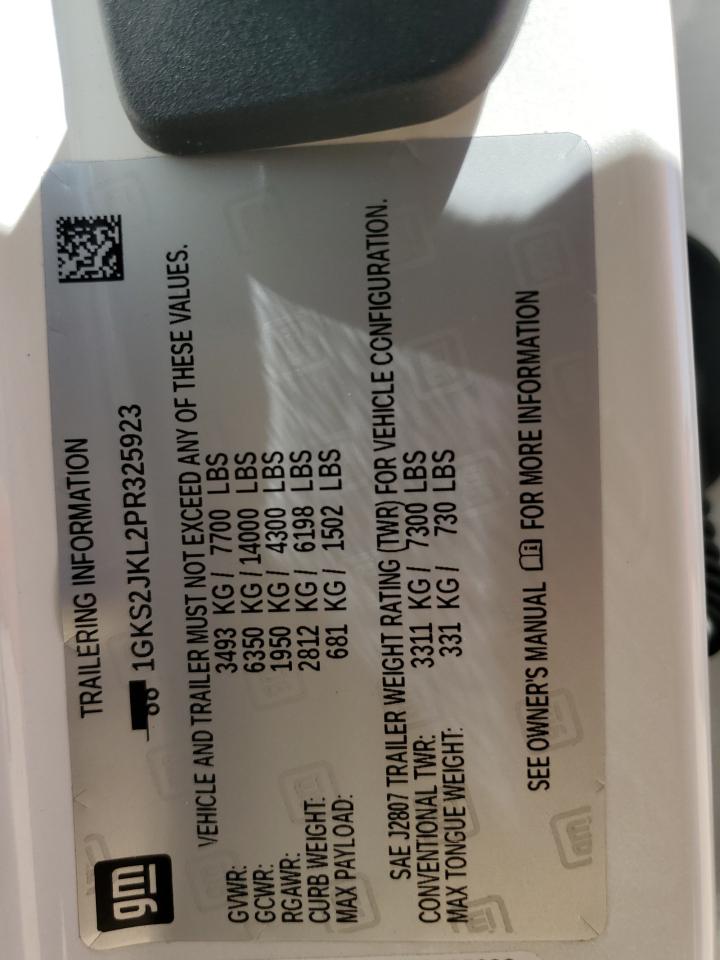 gm
TRAILERING INFORMATION
1GKS2JKL2PR325923
VEHICLE AND TRAILER MUST NOT EXCEED ANY OF THESE VALUES.
GVWR: 3493 KG / 7700 LBS
GCWR: 6350 KG / 14000 LBS
RGAWR: 1950 KG / 4300 LBS
CURB WEIGHT: 2812 KG / 6198 LBS
MAX PAYLOAD: 681 KG / 1502 LBS
SAE J2807 TRAILER WEIGHT RATING (TWR) FOR VEHICLE CONFIGURATION.
CONVENTIONAL TWR: 3311 KG / 7300 LBS
MAX TONGUE WEIGHT: 331 KG / 730 LBS
SEE OWNER'S MANUAL FOR MORE INFORMATION